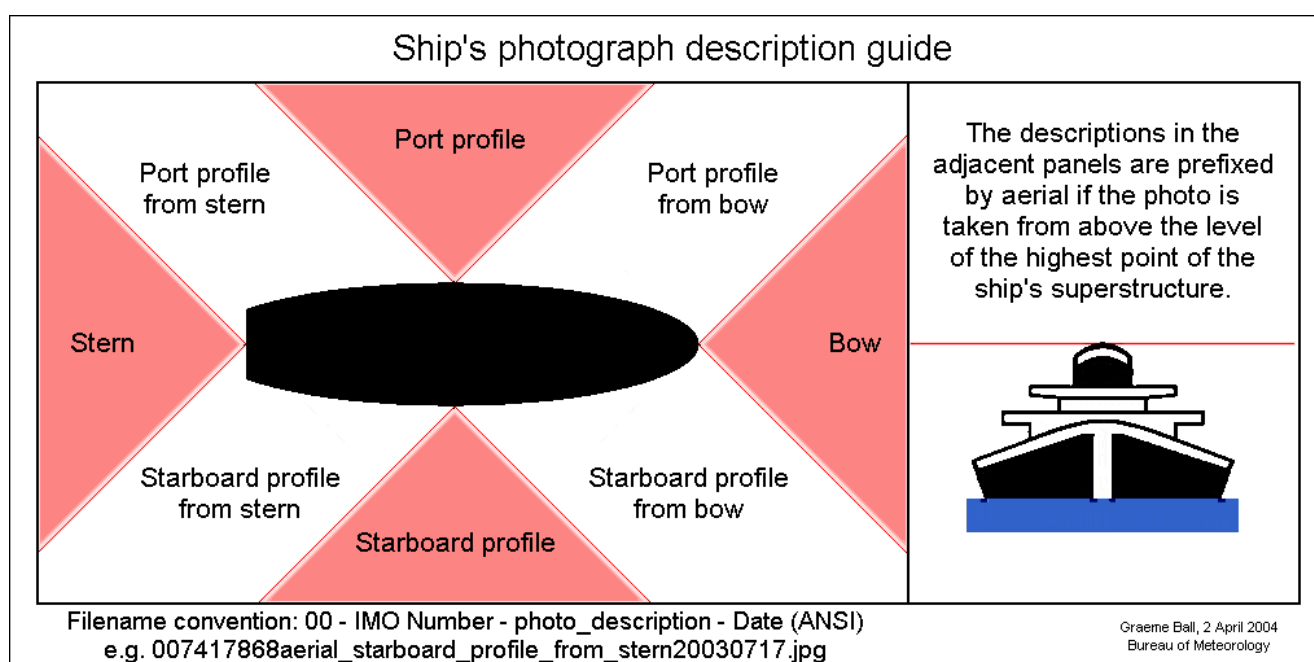 Ship's photograph description guide
Port profile
Port profile
from stern
Port profile
from bow
Stern
Bow
Starboard profile
from stern
Starboard profile
from bow
Starboard profile
The descriptions in the
adjacent panels are prefixed
by aerial if the photo is
taken from above the level
of the highest point of the
ship's superstructure.
Filename convention: 00 - IMO Number - photo_description - Date (ANSI)
e.g. 007417868aerial_starboard_profile_from_stern20030717.jpg
Graeme Ball, 2 April 2004
Bureau of Meteorology